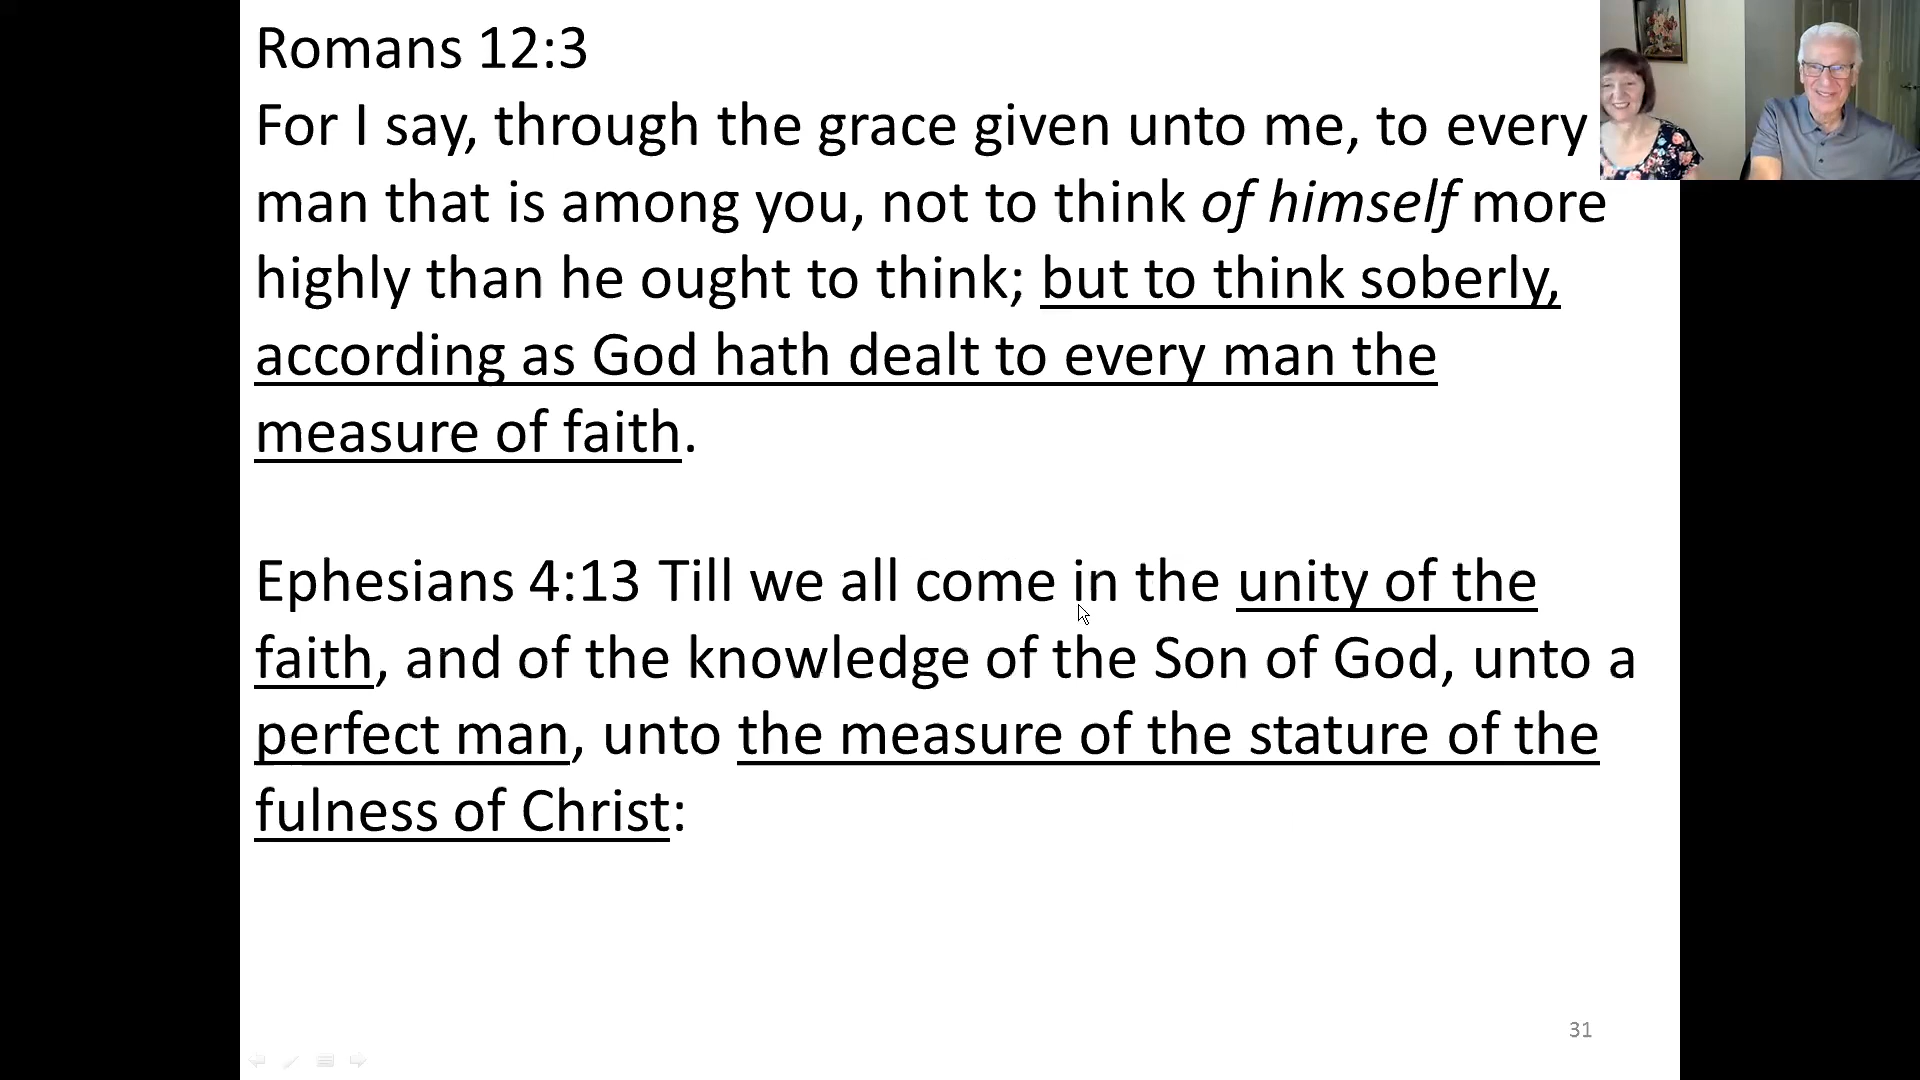 Romans 12:3
For I say, through the grace given unto me, to every
man that is among you, not to think of himself more
highly than he ought to think; but to think soberly,
according as God hath dealt to every man the
measure of faith.
Ephesians 4:13 Till we all come in the unity of the
faith, and of the knowledge of the Son of God, unto a
perfect man, unto the measure of the stature of the
fulness of Christ:
31